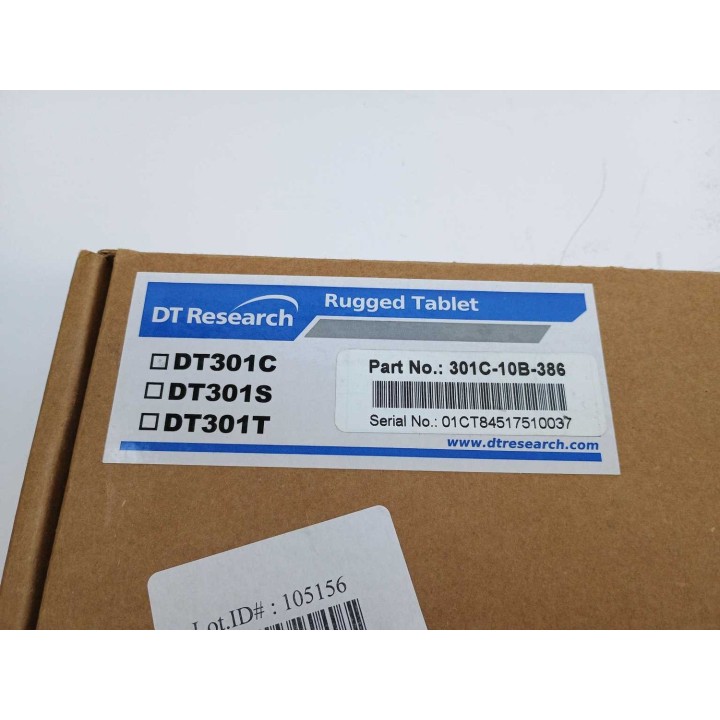 DT Research
Rugged Tablet
DT301C
DT301S
DT301T
Part No.: 301C-10B-386
Serial No.: 01CT84517510037
www.dtresearch.com
Lot.ID# : 105156